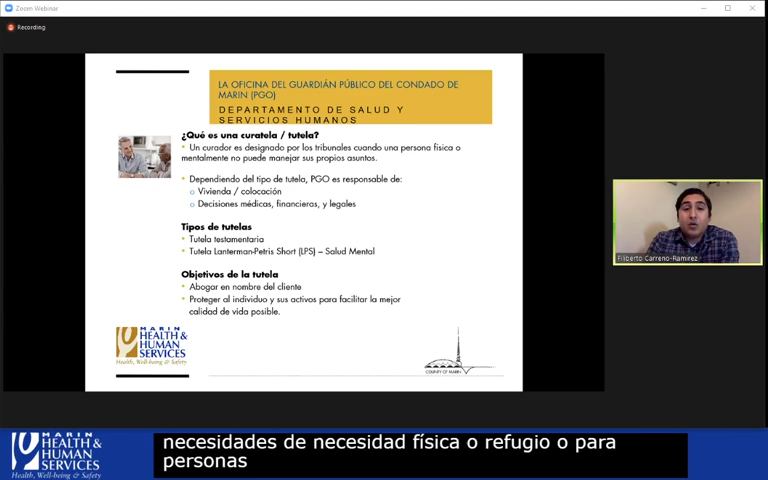 Zoom Webinar
Recording
LA OFICINA DEL GUARDIÁN PÚBLICO DEL CONDADO DE
MARIN (PGO)
DEPARTAMENTO DE SALUD Y
SERVICIOS HUMANOS
¿Qué es una curatela / tutela?
Un curador es designado por los tribunales cuando una persona física o
mentalmente no puede manejar sus propios asuntos.
Dependiendo del tipo de tutela, PGO es responsable de:
Vivienda / colocación
Decisiones médicas, financieras, y legales
Tipos de tutelas
Tutela testamentaria
Tutela Lanterman-Petris Short (LPS) – Salud Mental
Objetivos de la tutela
Abogar en nombre del cliente
Proteger al individuo y sus activos para facilitar la mejor
calidad de vida posible.
MARIN
HEALTH &
HUMAN
SERVICES
Health, Well-being & Safety
COUNTY OF MARIN
Filiberto Carreno-Ramirez
MARIN
HEALTH &
HUMAN
SERVICES
Health, Well-being & Safety
necesidades de necesidad física o refugio o para
personas